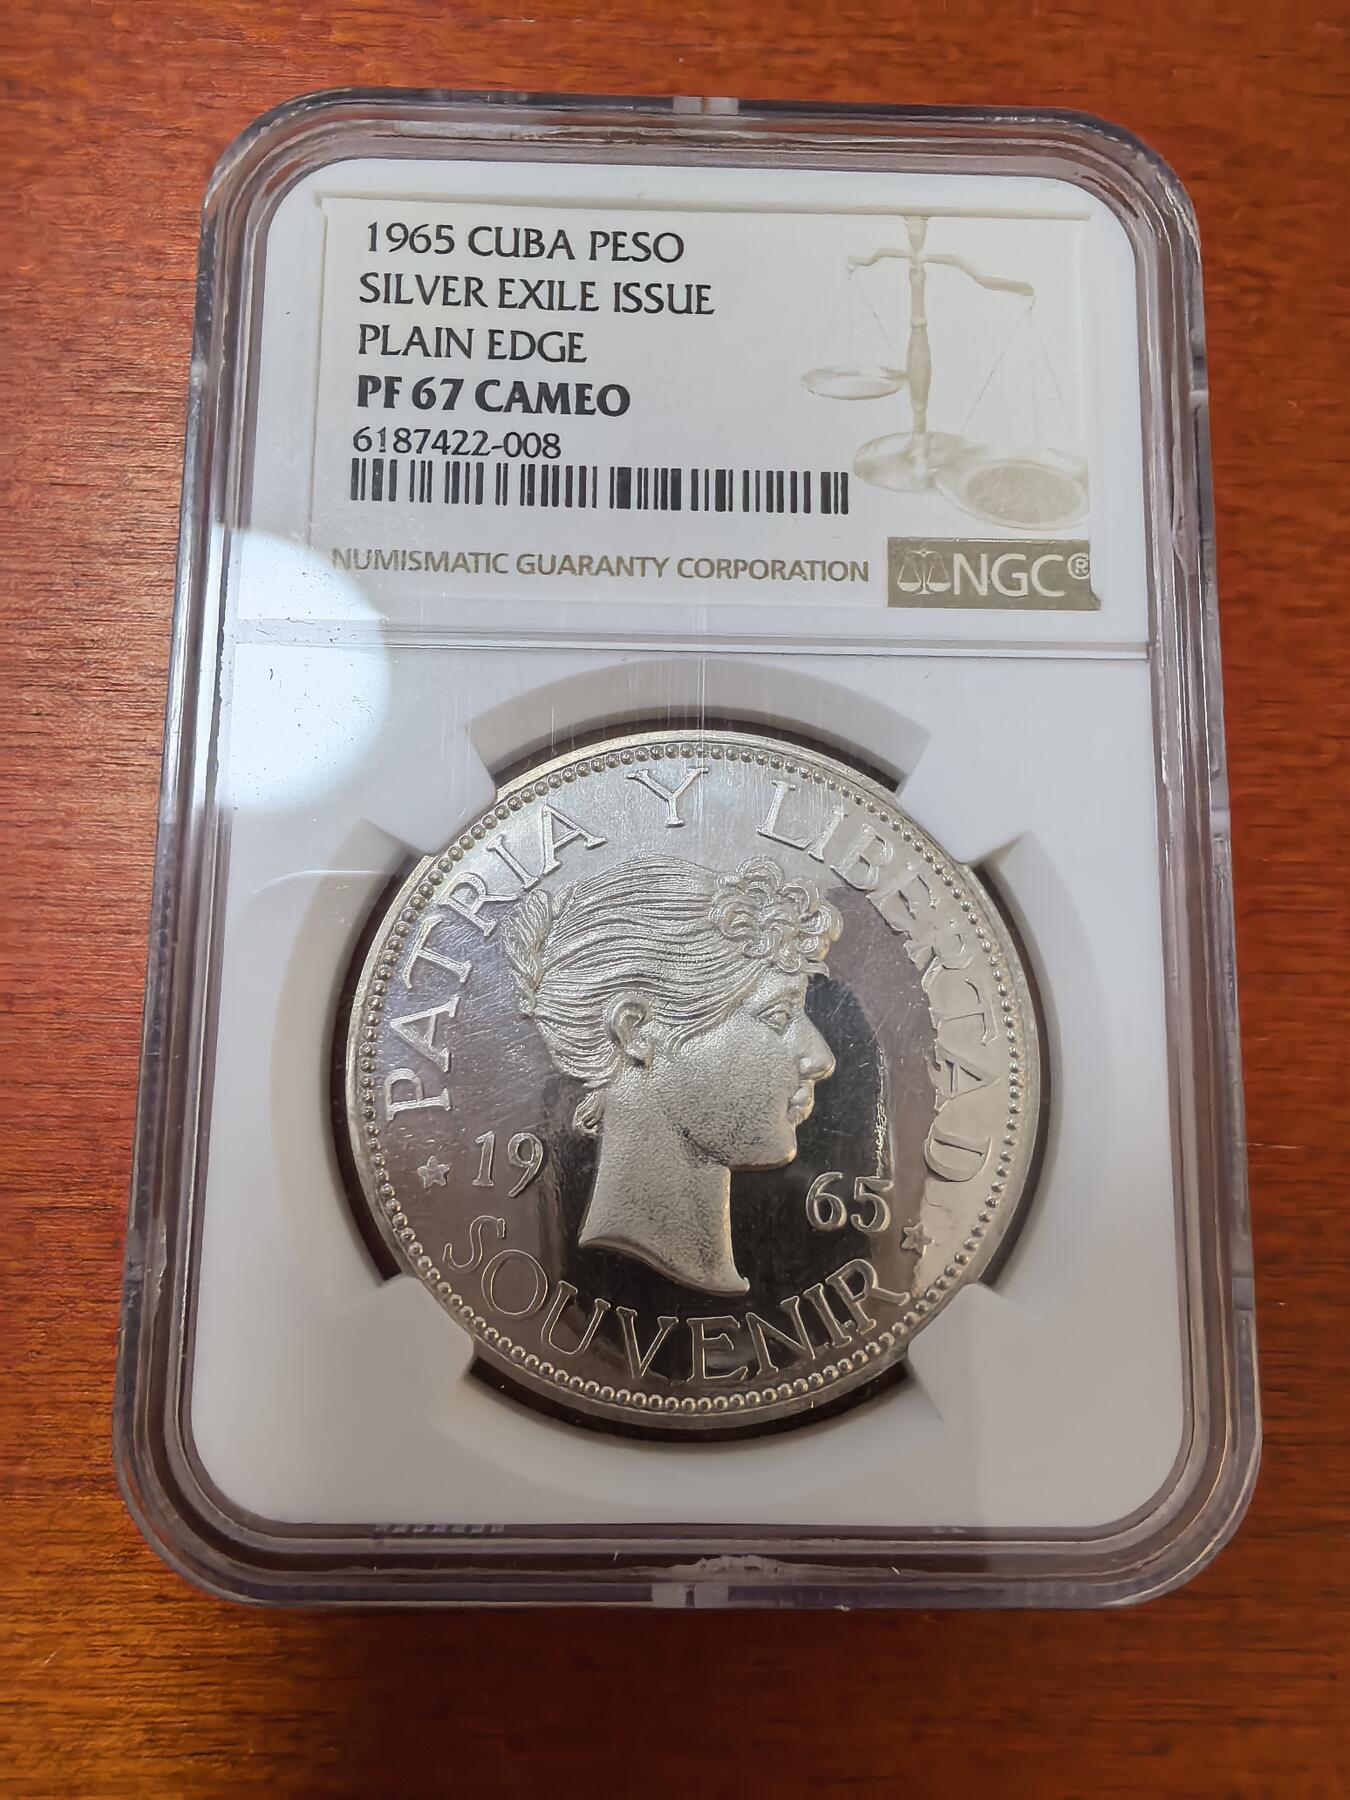 1965 CUBA PESO
SILVER EXILE ISSUE
PLAIN EDGE
PF 67 CAMEO
6187422-008
NUMISMATIC GUARANTY CORPORATION
NGC®
PATRIA Y LIBERTAD
19 65
SOUVENIR